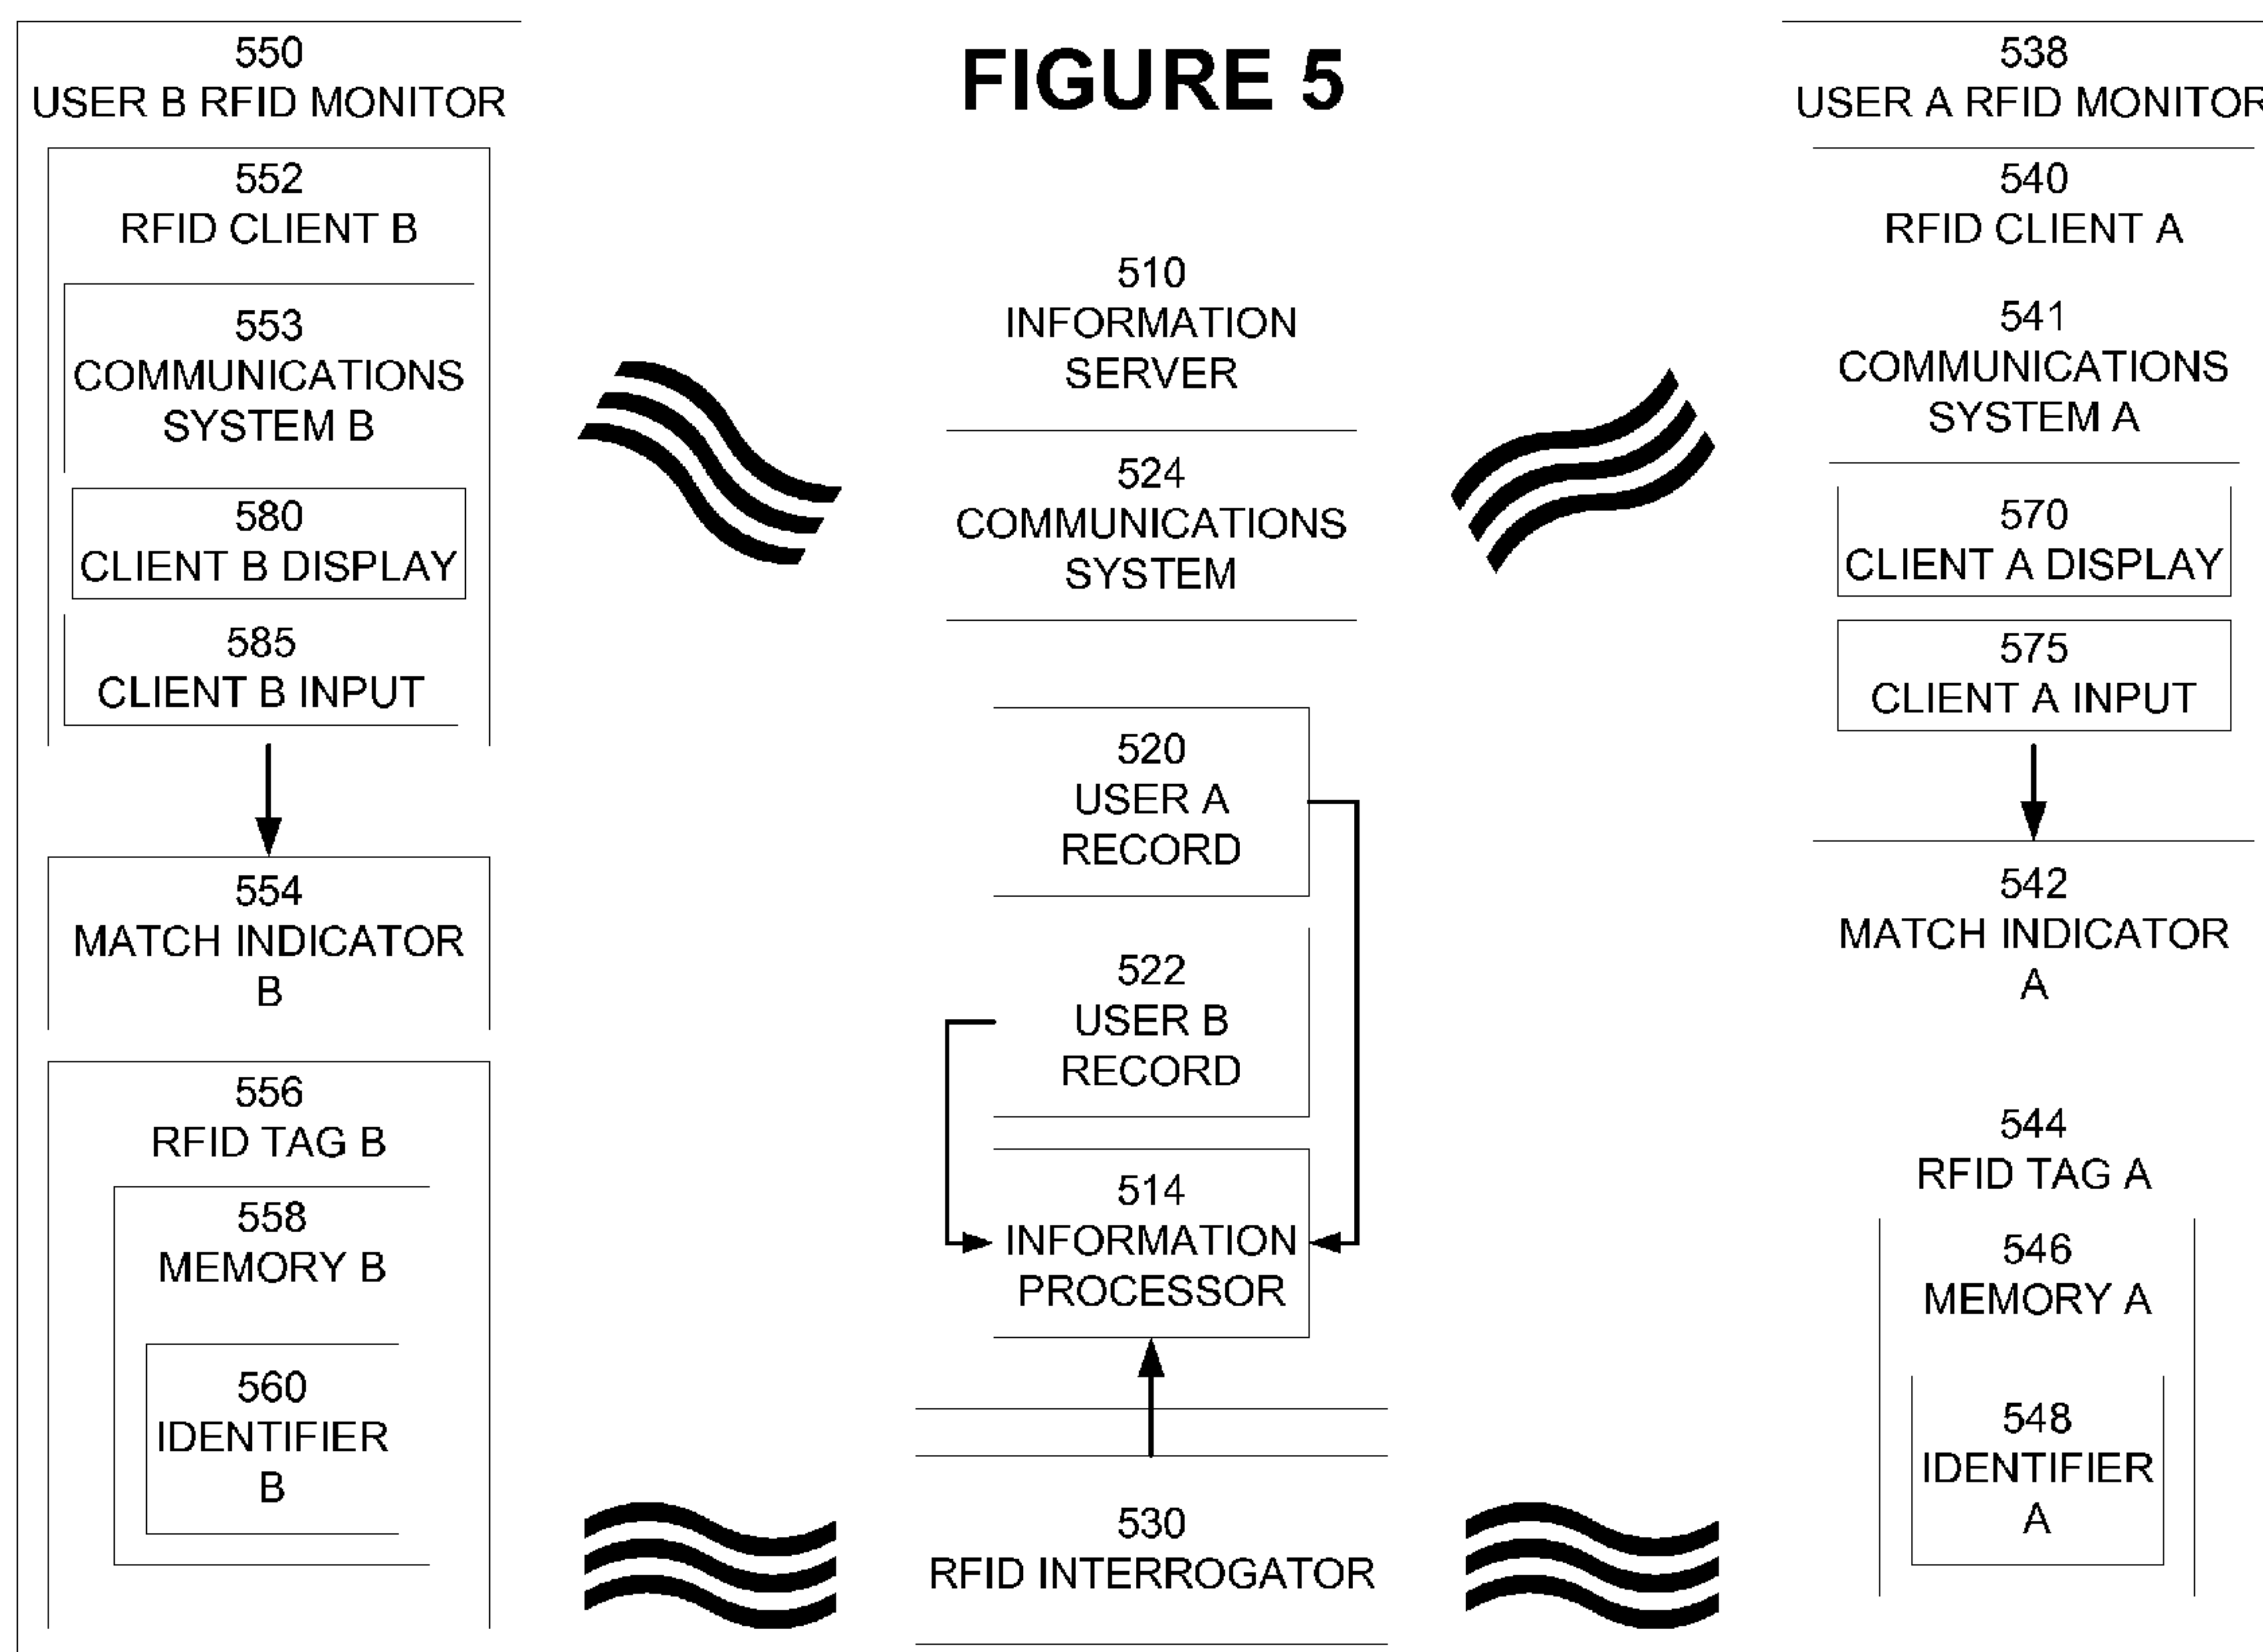 FIGURE 5
550
USER B RFID MONITOR
552
RFID CLIENT B
553
COMMUNICATIONS
SYSTEM B
580
CLIENT B DISPLAY
585
CLIENT B INPUT
554
MATCH INDICATOR
B
556
RFID TAG B
558
MEMORY B
560
IDENTIFIER
B
510
INFORMATION
SERVER
524
COMMUNICATIONS
SYSTEM
520
USER A
RECORD
522
USER B
RECORD
514
INFORMATION
PROCESSOR
530
RFID INTERROGATOR
538
USER A RFID MONITOR
540
RFID CLIENT A
541
COMMUNICATIONS
SYSTEM A
570
CLIENT A DISPLAY
575
CLIENT A INPUT
542
MATCH INDICATOR
A
544
RFID TAG A
546
MEMORY A
548
IDENTIFIER
A